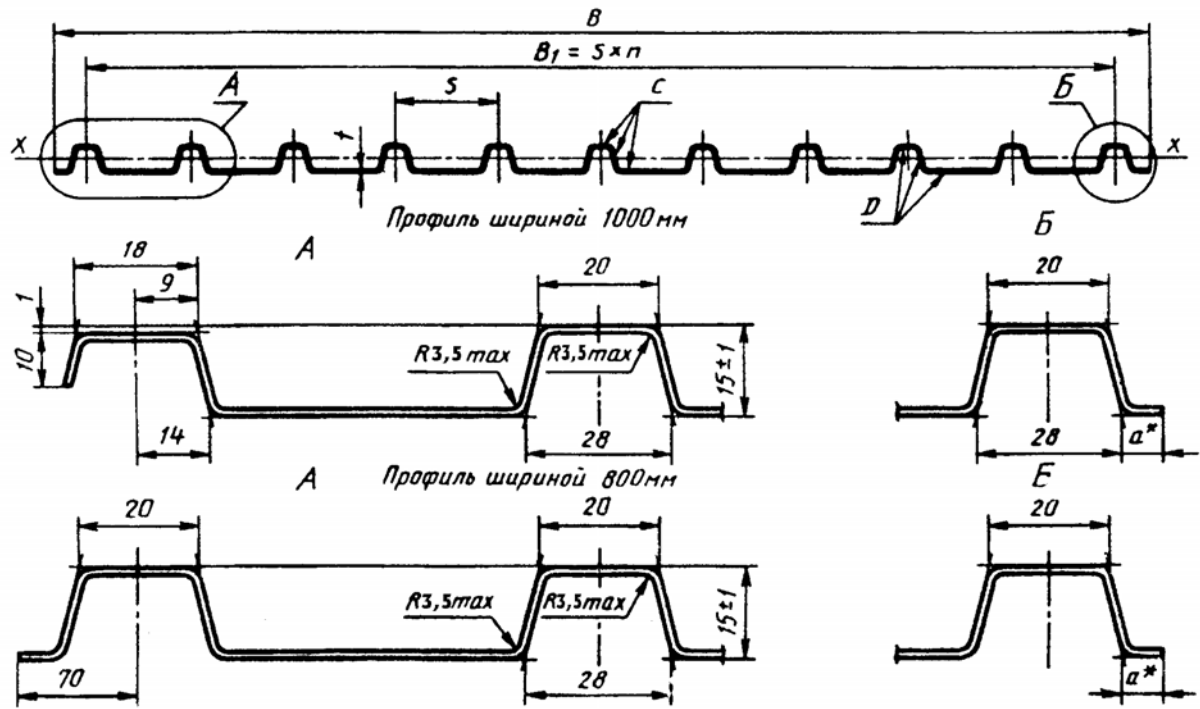 B
B₁ = S × n
А
S
С
Б
t
X
X
D
Профиль шириной 1000 мм
А
Б
18
9
20
20
1
10
R3,5 max
R3,5 max
15±1
14
28
28
а*
Профиль шириной 800 мм
А
Е
20
20
20
R3,5 max
R3,5 max
15±1
70
28
а*